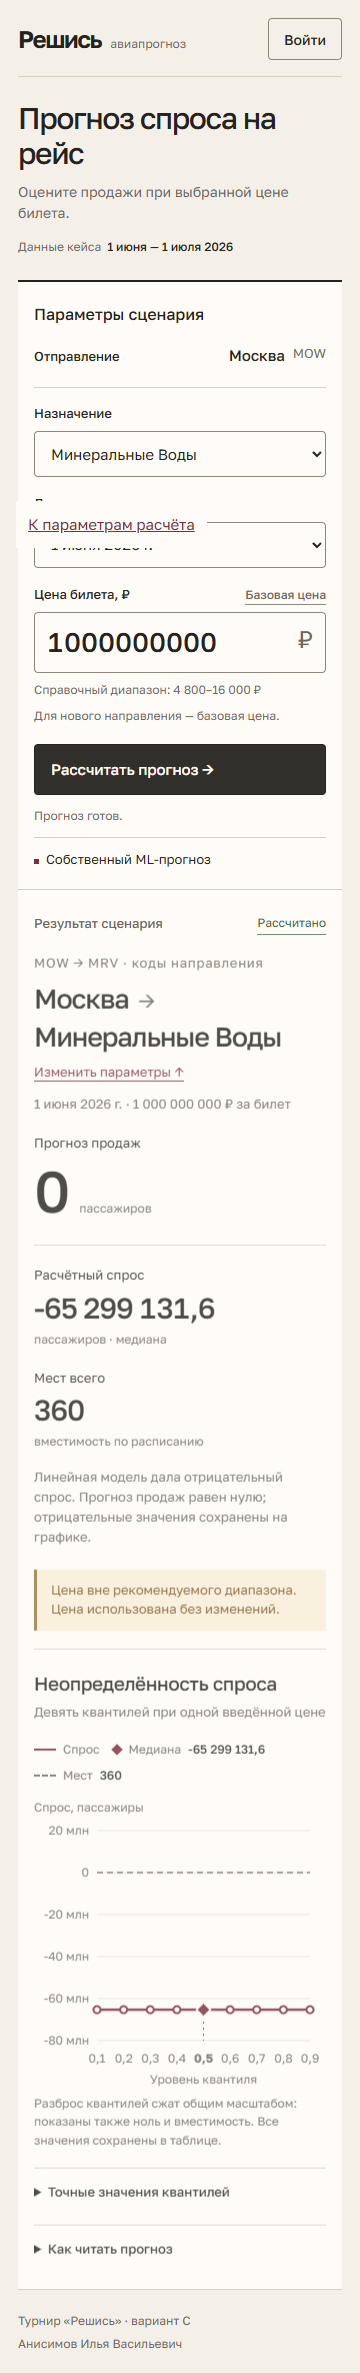 Решись авиапрогноз
Войти
Прогноз спроса на
рейс
Оцените продажи при выбранной цене
билета.
Данные кейса 1 июня — 1 июля 2026
Параметры сценария
Отправление Москва MOW
Назначение
Минеральные Воды
К параметрам расчёта
Цена билета, ₽ Базовая цена
1000000000 ₽
Справочный диапазон: 4 800–16 000 ₽
Для нового направления — базовая цена.
Рассчитать прогноз →
Прогноз готов.
Собственный ML-прогноз
Результат сценария Рассчитано
MOW → MRV · коды направления
Москва →
Минеральные Воды
Изменить параметры ↑
1 июня 2026 г. · 1 000 000 000 ₽ за билет
Прогноз продаж
0 пассажиров
Расчётный спрос
-65 299 131,6
пассажиров · медиана
Мест всего
360
вместимость по расписанию
Линейная модель дала отрицательный
спрос. Прогноз продаж равен нулю;
отрицательные значения сохранены на
графике.
Цена вне рекомендуемого диапазона.
Цена использована без изменений.
Неопределённость спроса
Девять квантилей при одной введённой цене
Спрос Медиана -65 299 131,6
Мест 360
Спрос, пассажиры
20 млн
0
-20 млн
-40 млн
-60 млн
-80 млн
0,1 0,2 0,3 0,4 0,5 0,6 0,7 0,8 0,9
Уровень квантиля
Разброс квантилей сжат общим масштабом:
показаны также ноль и вместимость. Все
значения сохранены в таблице.
Точные значения квантилей
Как читать прогноз
Турнир «Решись» · вариант C
Анисимов Илья Васильевич